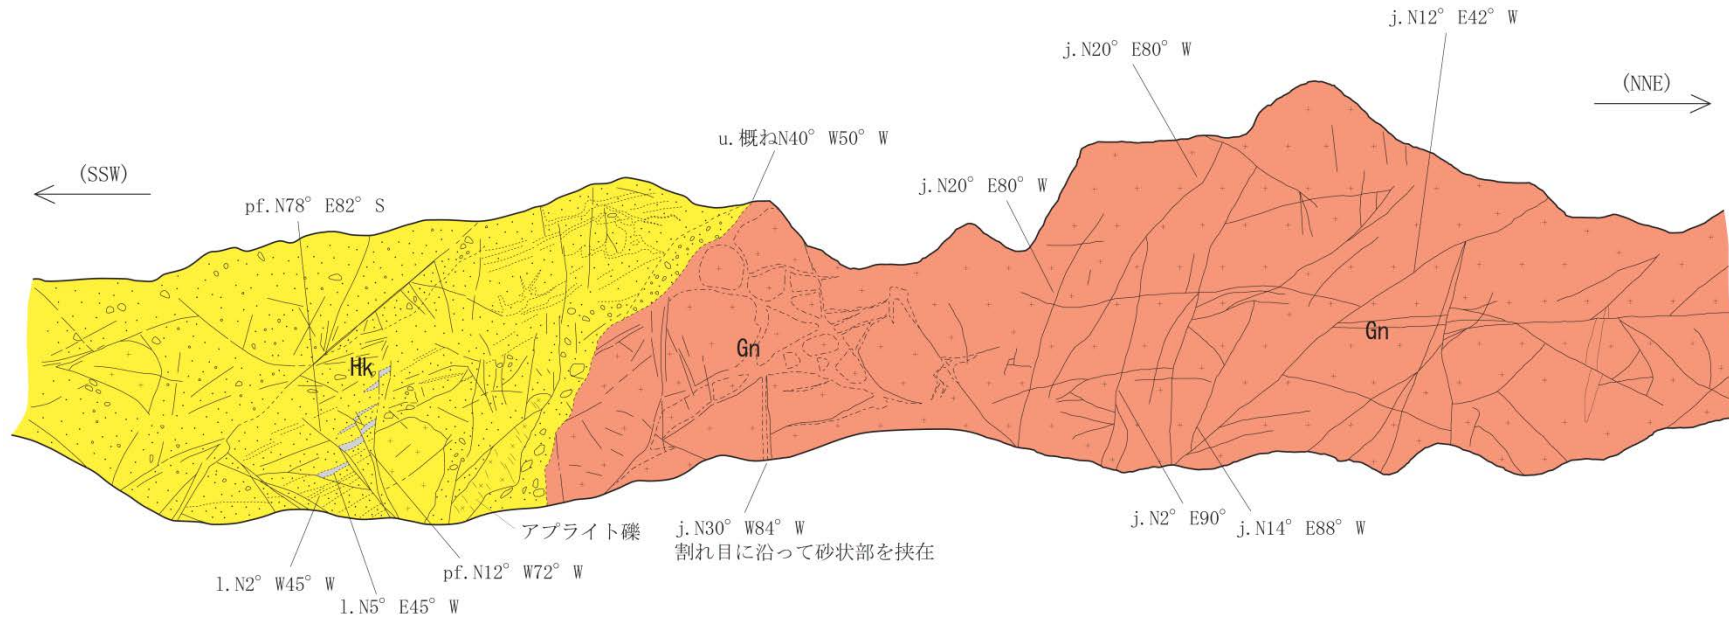 j.N12° E42° W
j.N20° E80° W
(NNE)
u.概ねN40° W50° W
(SSW)
j.N20° E80° W
pf.N78° E82° S
Hk
Gn
Gn
アプライト礫
j.N30° W84° W
割れ目に沿って砂状部を挟在
j.N2° E90°
j.N14° E88° W
l.N2° W45° W
pf.N12° W72° W
l.N5° E45° W